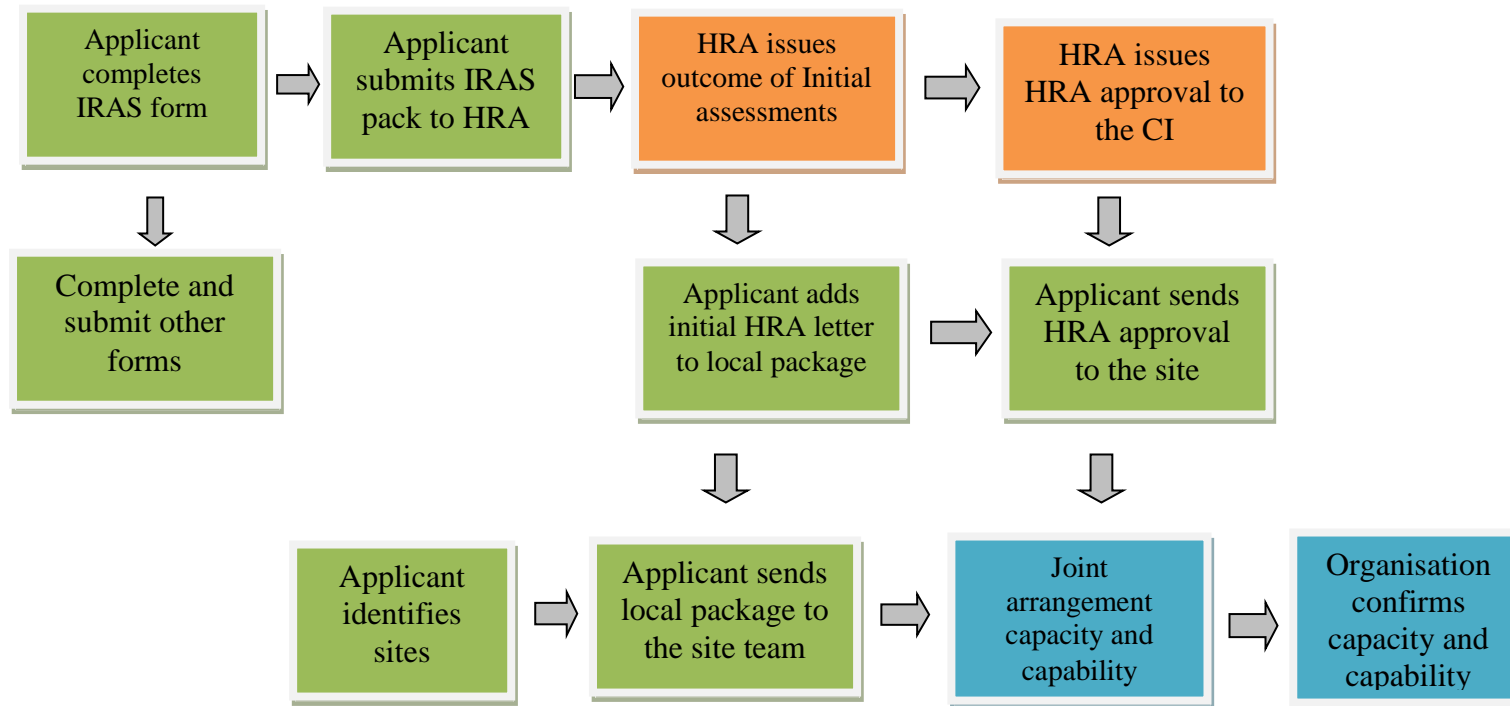 Applicant
completes
IRAS form
Applicant
submits IRAS
pack to HRA
HRA issues
outcome of Initial
assessments
HRA issues
HRA approval to
the CI
Complete and
submit other
forms
Applicant adds
initial HRA letter
to local package
Applicant sends
HRA approval
to the site
Applicant
identifies
sites
Applicant sends
local package to
the site team
Joint
arrangement
capacity and
capability
Organisation
confirms
capacity and
capability